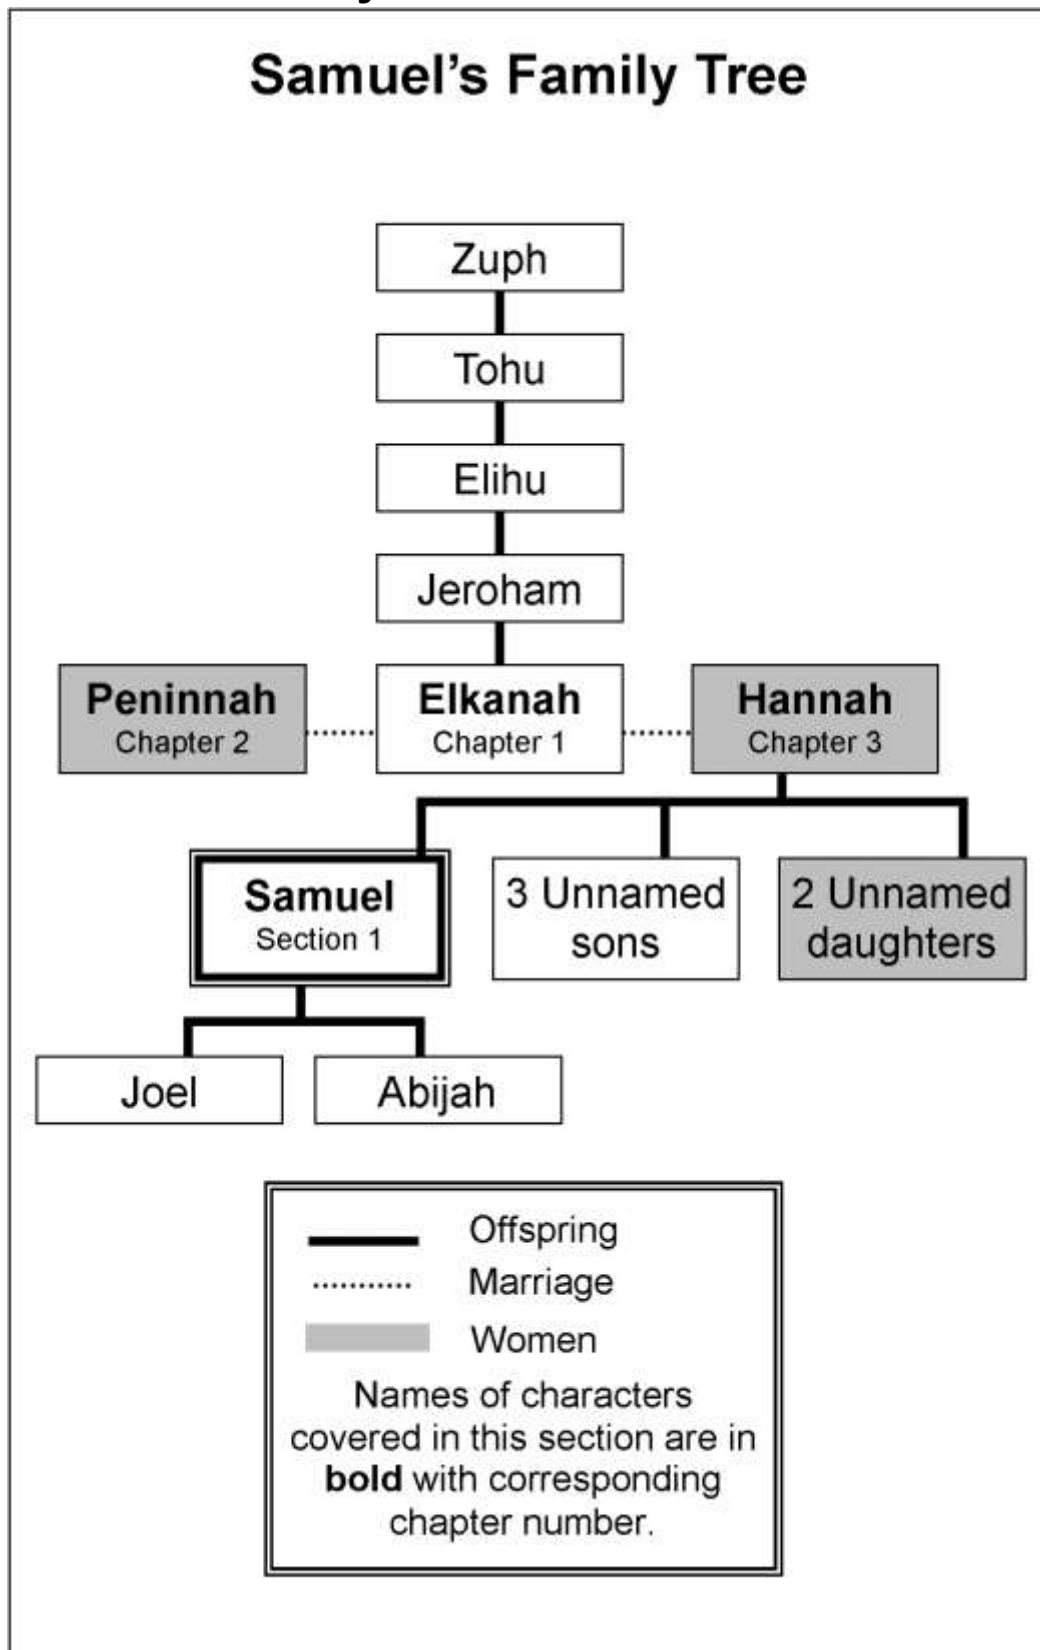 Samuel's Family Tree
Zuph
Tohu
Elihu
Jeroham
Peninnah
Chapter 2
Elkanah
Chapter 1
Hannah
Chapter 3
Samuel
Section 1
3 Unnamed
sons
2 Unnamed
daughters
Joel
Abijah
Offspring
Marriage
Women
Names of characters
covered in this section are in
bold with corresponding
chapter number.